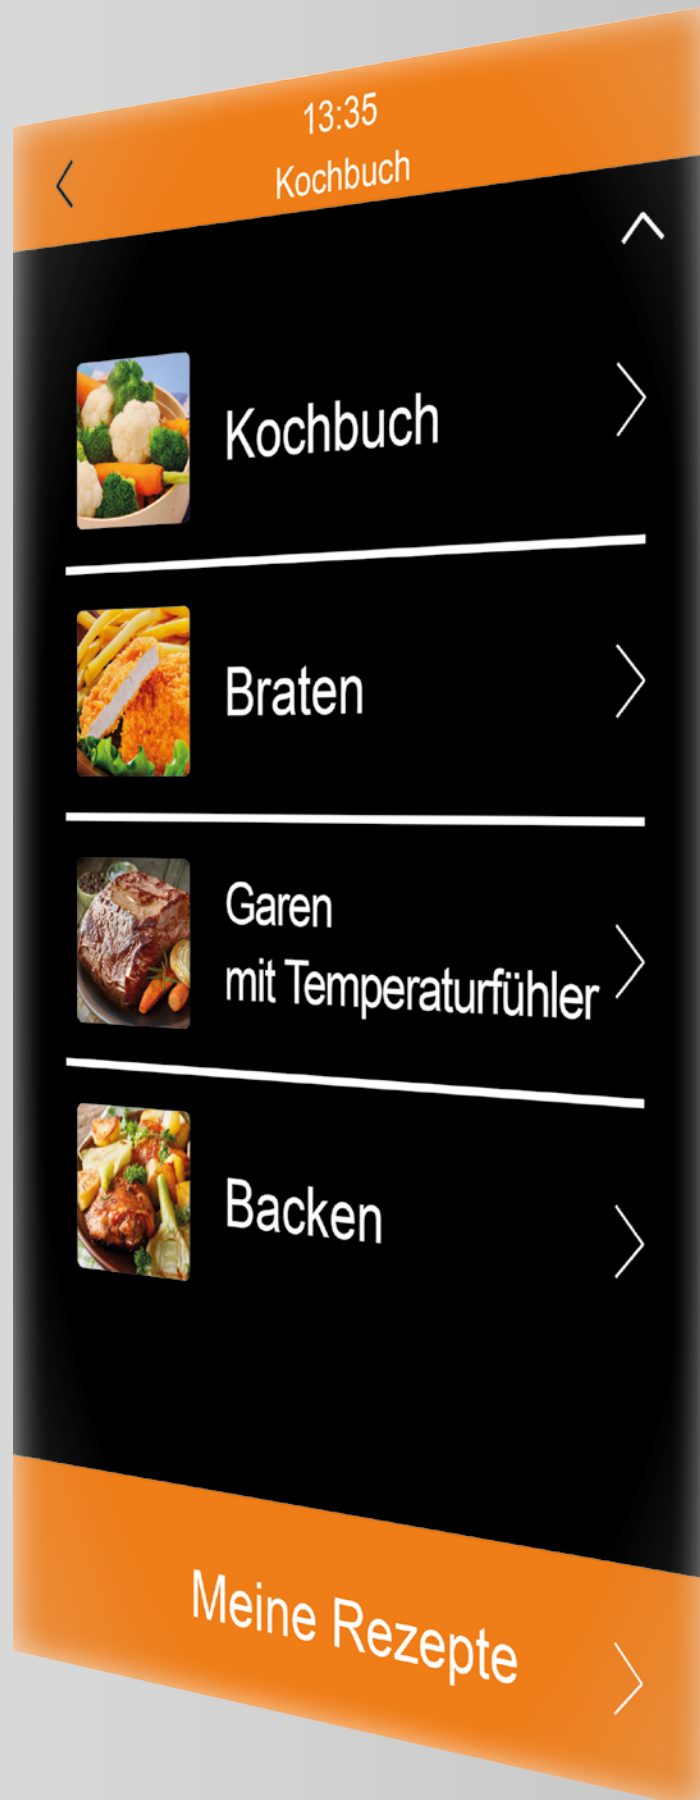 13:35
Kochbuch
Kochbuch
Braten
Garen
mit Temperaturfühler
Backen
Meine Rezepte